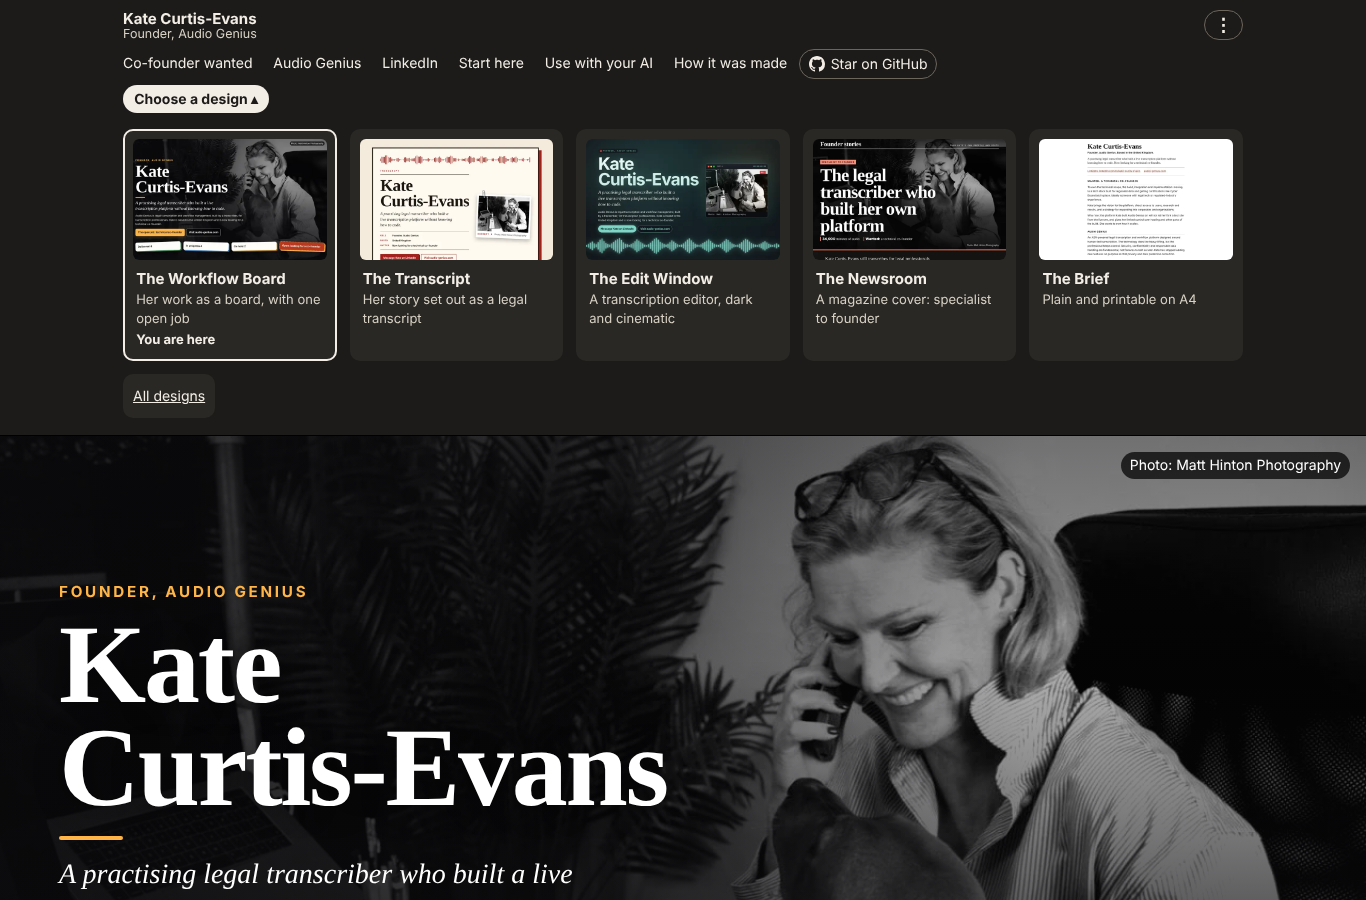 Kate Curtis-Evans
Founder, Audio Genius
Co-founder wanted
Audio Genius
LinkedIn
Start here
Use with your AI
How it was made
Star on GitHub
Choose a design ▴
FOUNDER, AUDIO GENIUS
Kate
Curtis-Evans
The Workflow Board
Her work as a board, with one
open job
You are here
Kate
Curtis-Evans
The Transcript
Her story set out as a legal
transcript
Kate
Curtis-Evans
The Edit Window
A transcription editor, dark
and cinematic
Founder stories
The legal
transcriber who
built her own
platform
The Newsroom
A magazine cover: specialist
to founder
Kate Curtis-Evans
The Brief
Plain and printable on A4
All designs
Photo: Matt Hinton Photography
FOUNDER, AUDIO GENIUS
Kate
Curtis-Evans
A practising legal transcriber who built a live